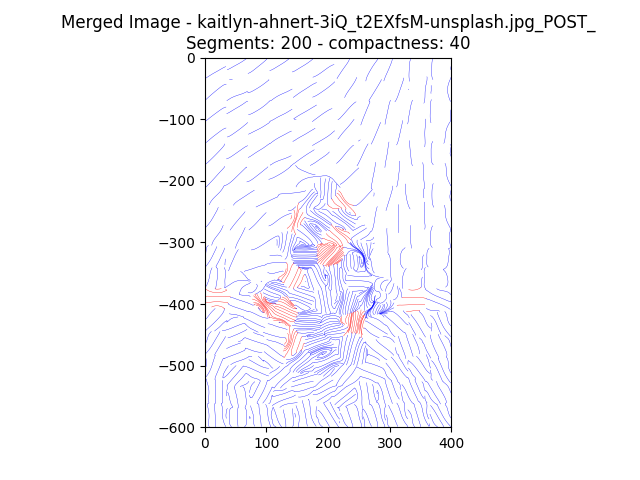 Merged Image - kaitlyn-ahnert-3iQ_t2EXfsM-unsplash.jpg_POST_
Segments: 200 - compactness: 40
0
−100
−200
−300
−400
−500
−600
0 100 200 300 400